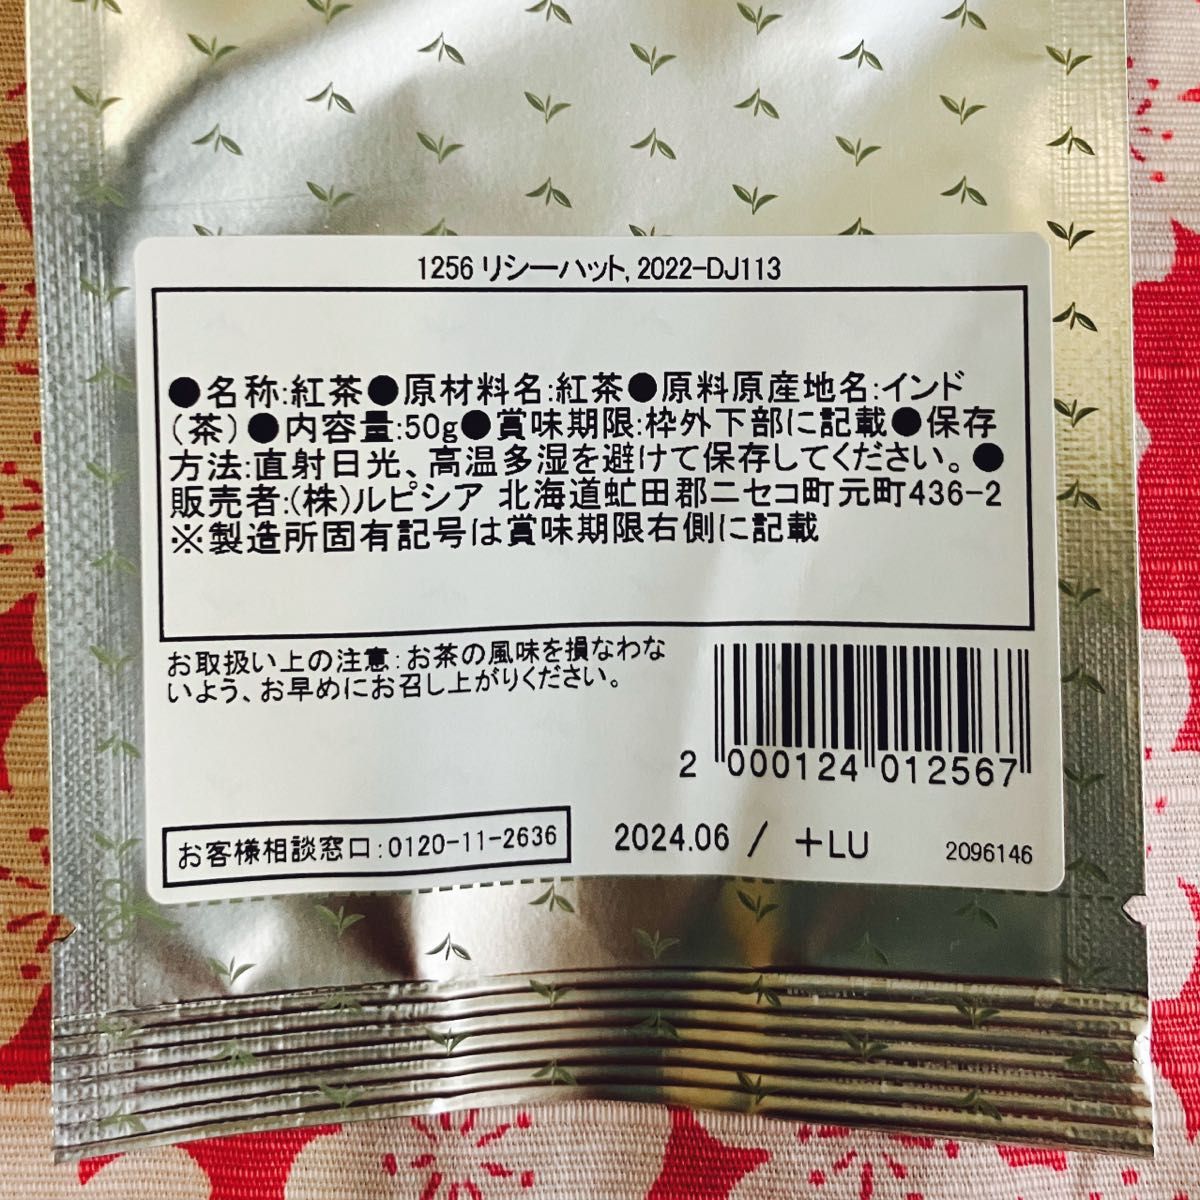 1256 リシーハット, 2022-DJ113
●名称:紅茶●原材料名:紅茶●原料原産地名:インド
(茶)●内容量:50g●賞味期限:枠外下部に記載●保存
方法:直射日光、高温多湿を避けて保存してください。●
販売者:(株)ルピシア 北海道虻田郡ニセコ町元町436-2
※製造所固有記号は賞味期限右側に記載
お取扱い上の注意:お茶の風味を損なわな
いよう、お早めにお召し上がりください。
2 000124 012567
お客様相談窓口:0120-11-2636
2024.06 / +LU
2096146